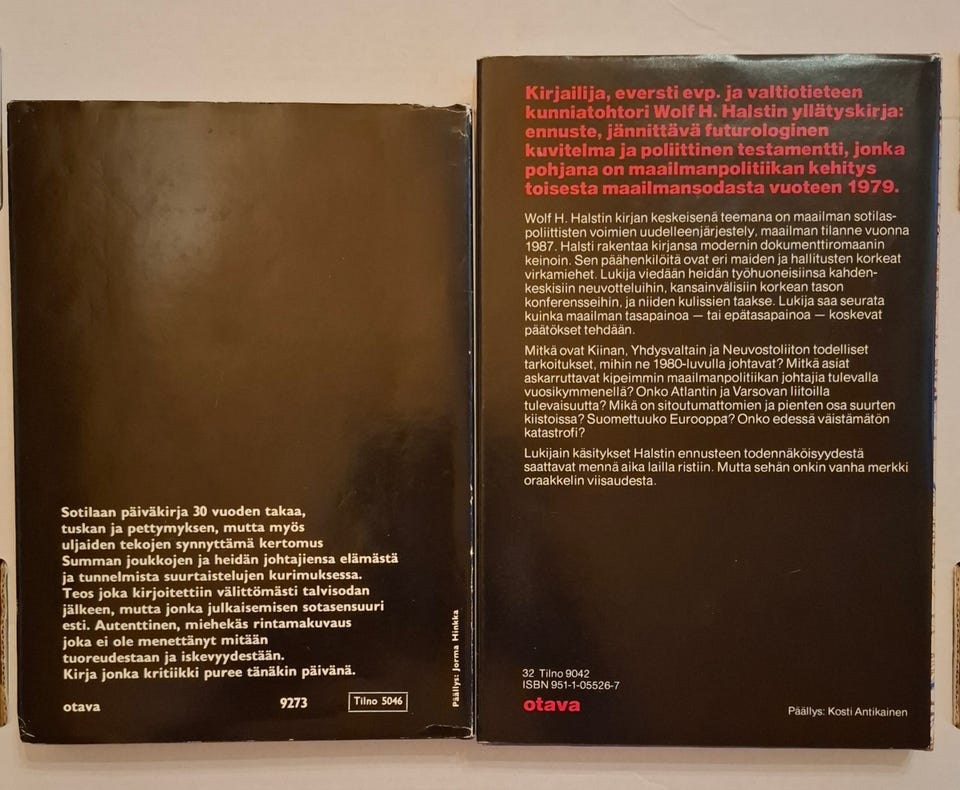 Sotilaan päiväkirja 30 vuoden takaa,
tuskan ja pettymyksen, mutta myös
uljaiden tekojen synnyttämä kertomus
Summan joukkojen ja heidän johtajiensa elämästä
ja tunnelmista suurtaistelujen kurimuksessa.
Teos joka kirjoitettiin välittömästi talvisodan
jälkeen, mutta jonka julkaisemisen sotasensuuri
esti. Autenttinen, miehekäs rintamakuvaus
joka ei ole menettänyt mitään
tuoreudestaan ja iskevyydestään.
Kirja jonka kritiikki puree tänäkin päivänä.
otava
9273
Tilno 5046
Päällys: Jorma Hinkka
Kirjailija, eversti evp. ja valtiotieteen
kunniatohtori Wolf H. Halstin yllätyskirja:
ennuste, jännittävä futurologinen
kuvitelma ja poliittinen testamentti, jonka
pohjana on maailmanpolitiikan kehitys
toisesta maailmansodasta vuoteen 1979.
Wolf H. Halstin kirjan keskeisenä teemana on maailman sotilas-
poliittisten voimien uudelleenjärjestely, maailman tilanne vuonna
1987. Halsti rakentaa kirjansa modernin dokumenttiromaanin
keinoin. Sen päähenkilöitä ovat eri maiden ja hallitusten korkeat
virkamiehet. Lukija viedään heidän työhuoneisiinsa kahden-
keskisiin neuvotteluihin, kansainvälisiin korkean tason
konferensseihin, ja niiden kulissien taakse. Lukija saa seurata
kuinka maailman tasapainoa — tai epätasapainoa — koskevat
päätökset tehdään.
Mitkä ovat Kiinan, Yhdysvaltain ja Neuvostoliiton todelliset
tarkoitukset, mihin ne 1980-luvulla johtavat? Mitkä asiat
askarruttavat kipeimmin maailmanpolitiikan johtajia tulevalla
vuosikymmenellä? Onko Atlantin ja Varsovan liitoilla
tulevaisuutta? Mikä on sitoutumattomien ja pienten osa suurten
kiistoissa? Suomettuuko Eurooppa? Onko edessä väistämätön
katastrofi?
Lukijain käsitykset Halstin ennusteen todennäköisyydestä
saattavat mennä aika lailla ristiin. Mutta sehän onkin vanha merkki
oraakkelin viisaudesta.
32 Tilno 9042
ISBN 951-1-05526-7
otava
Päällys: Kosti Antikainen